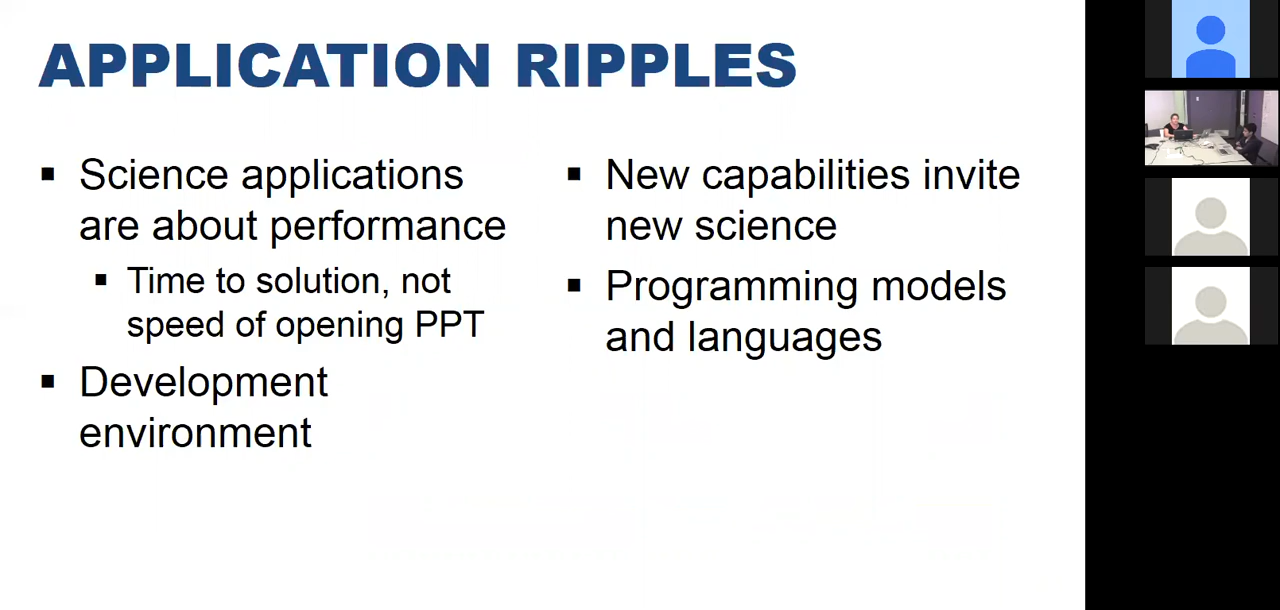 APPLICATION RIPPLES
Science applications
are about performance
Time to solution, not
speed of opening PPT
Development
environment
New capabilities invite
new science
Programming models
and languages